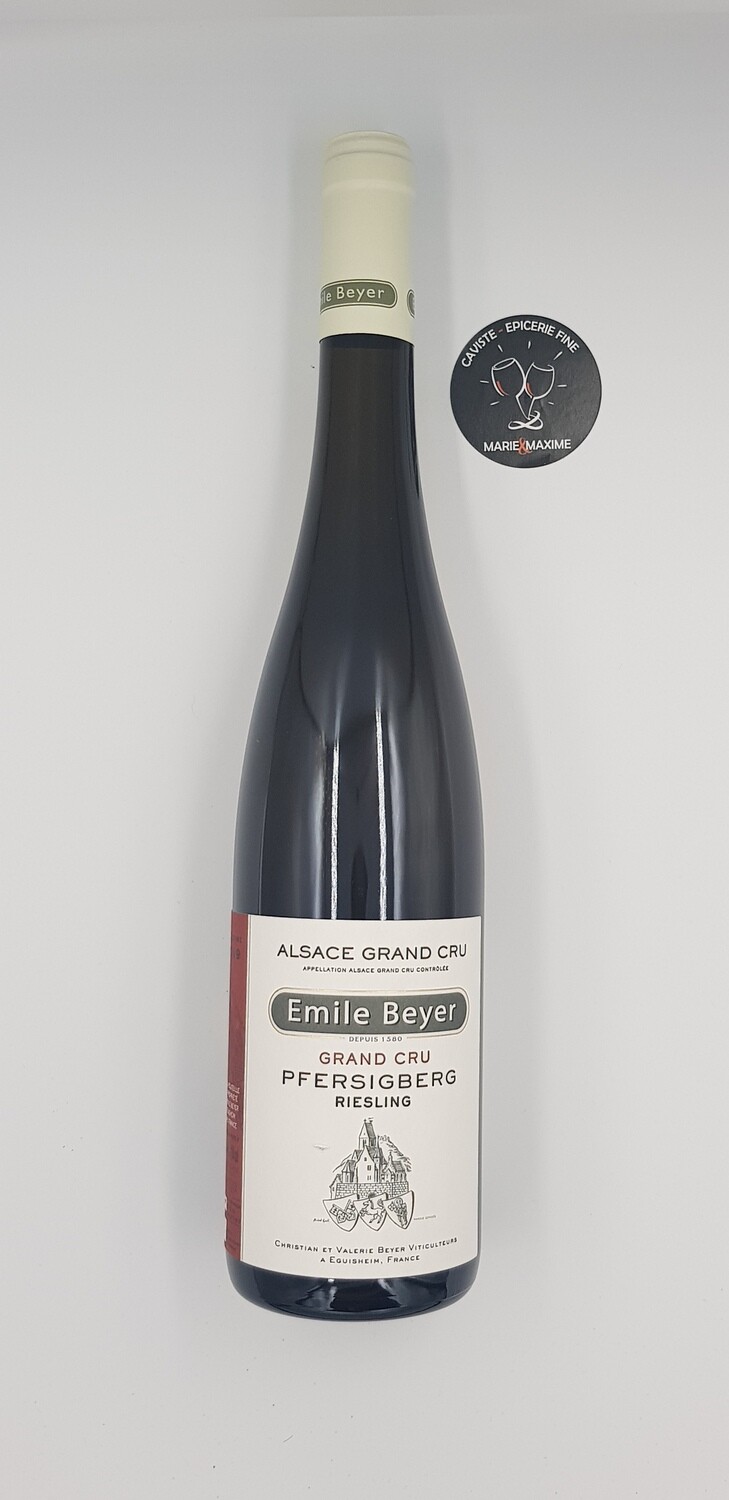 Beyer
CAVISTE - EPICERIE FINE
MARIE & MAXIME
ALSACE GRAND CRU
APPELLATION ALSACE GRAND CRU CONTRÔLÉE
Emile Beyer
DEPUIS 1580
GRAND CRU
PFERSIGBERG
RIESLING
CHRISTIAN ET VALERIE BEYER VITICULTEURS
A EGUISHEIM, FRANCE